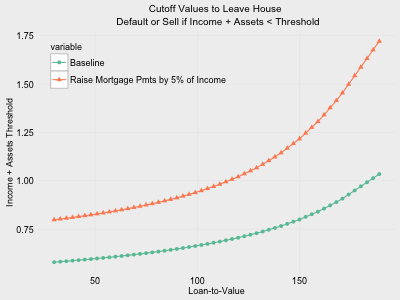 Cutoff Values to Leave House
Default or Sell if Income + Assets < Threshold
variable
Baseline
Raise Mortgage Pmts by 5% of Income
Income + Assets Threshold
1.75
1.50
1.25
1.00
0.75
50
100
150
Loan-to-Value